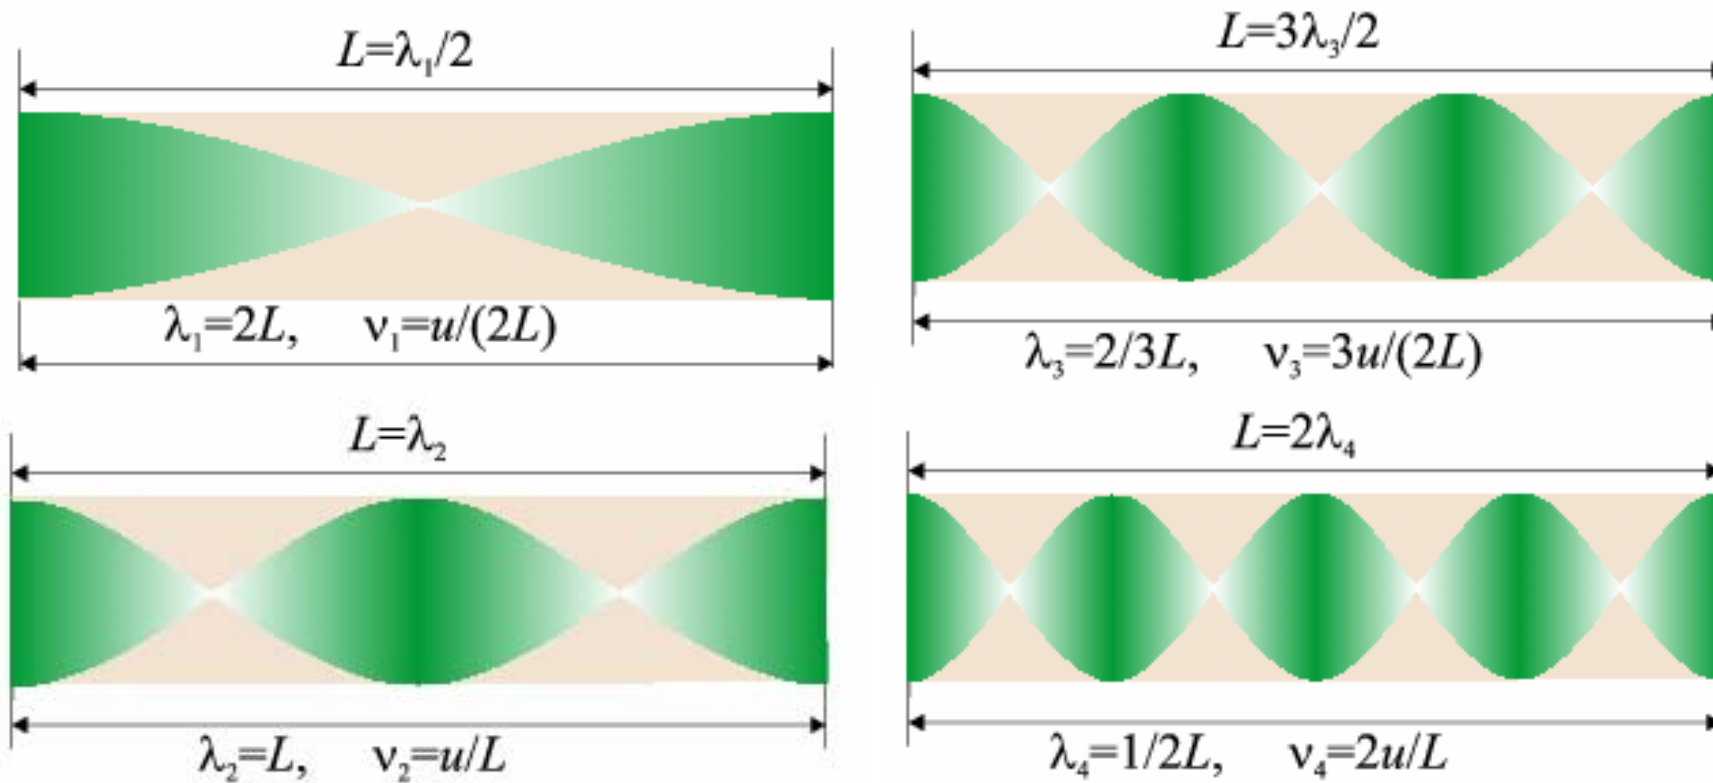 L=λ₁/2
λ₁=2L, ν₁=u/(2L)
L=λ₂
λ₂=L, ν₂=u/L
L=3λ₃/2
λ₃=2/3L, ν₃=3u/(2L)
L=2λ₄
λ₄=1/2L, ν₄=2u/L